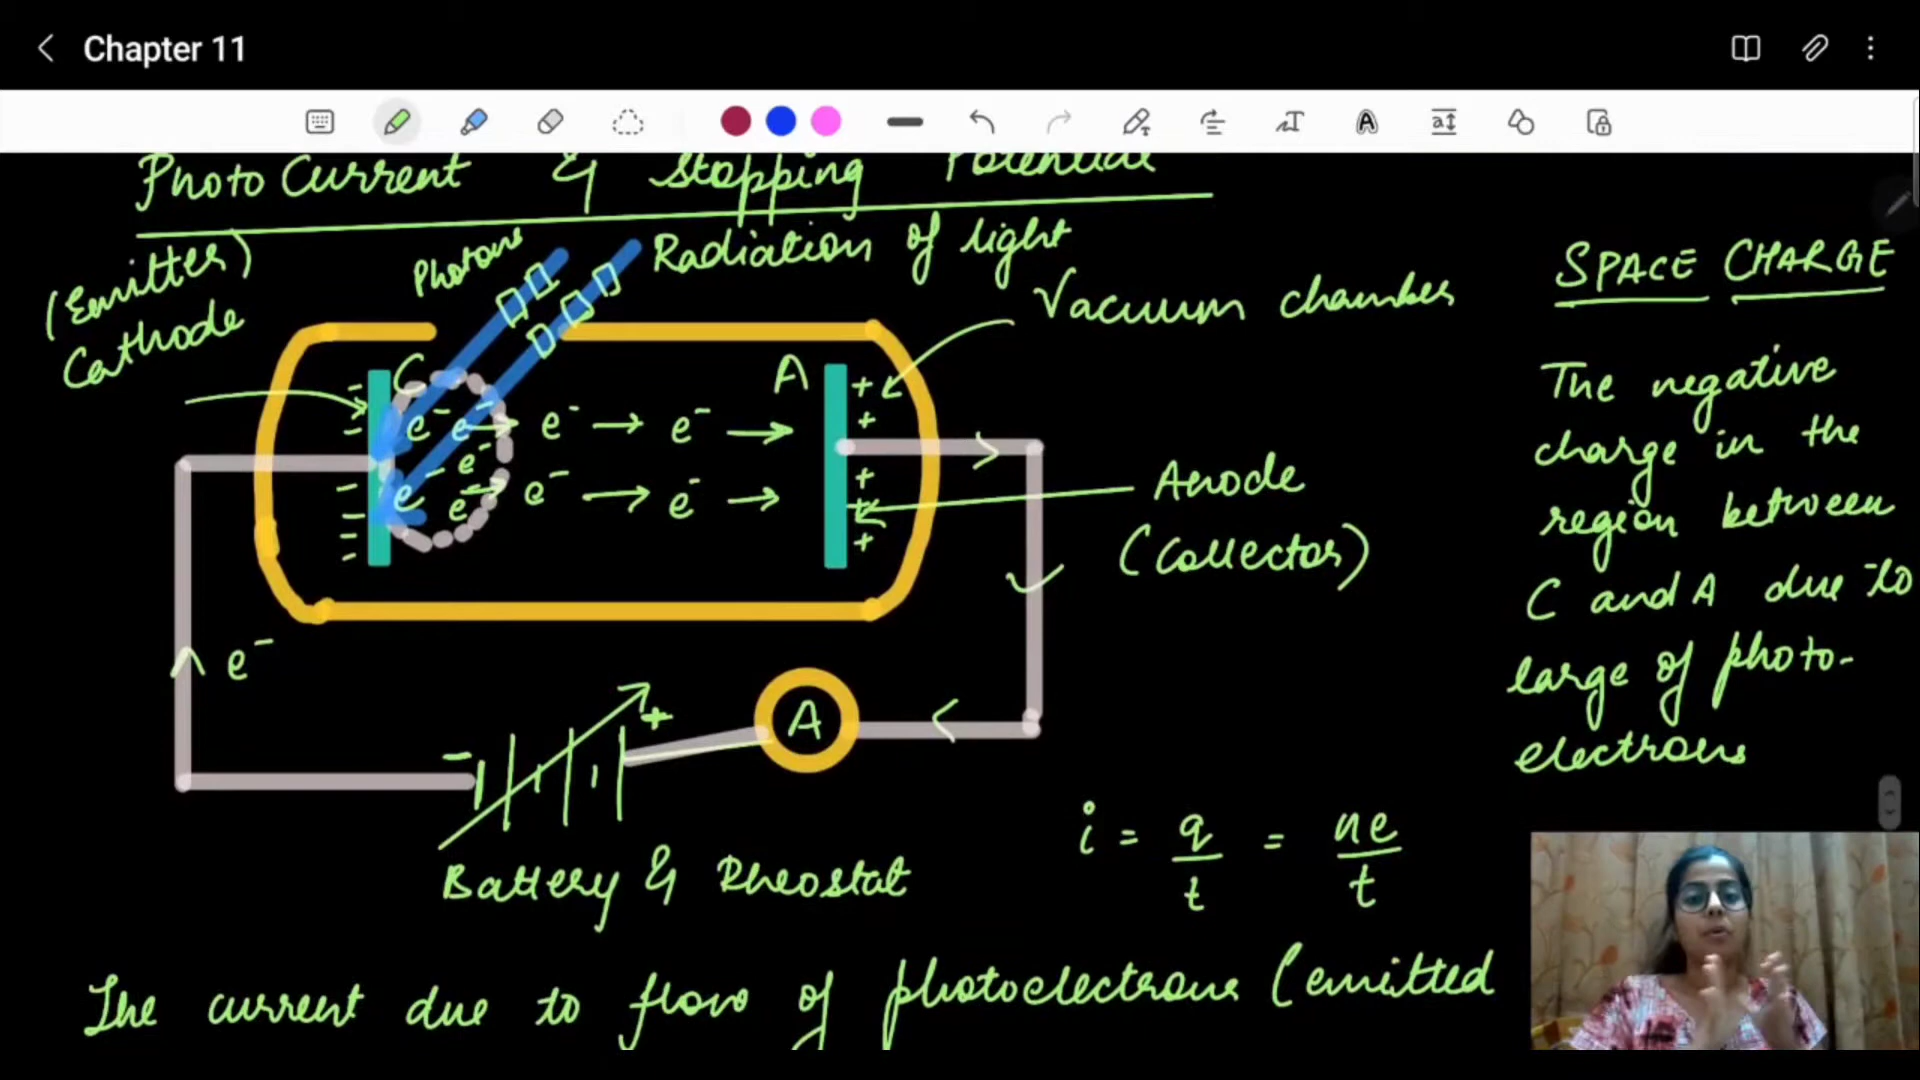 Chapter 11
Photo Current & Stopping Potential
(Emitter)
Cathode
Photons
Radiation of light
Vacuum chamber
C
A
- - - - - - -
+ + + + +
e⁻ e⁻ → e⁻ → e⁻ →
e⁻
e⁻ e⁻ → e⁻ → e⁻ →
Anode
(Collector)
e⁻
- +
A
Battery & Rheostat
i = q/t = ne/t
The current due to flow of photoelectrons (emitted
SPACE CHARGE
The negative
charge in the
region between
C and A due to
large of photo-
electrons